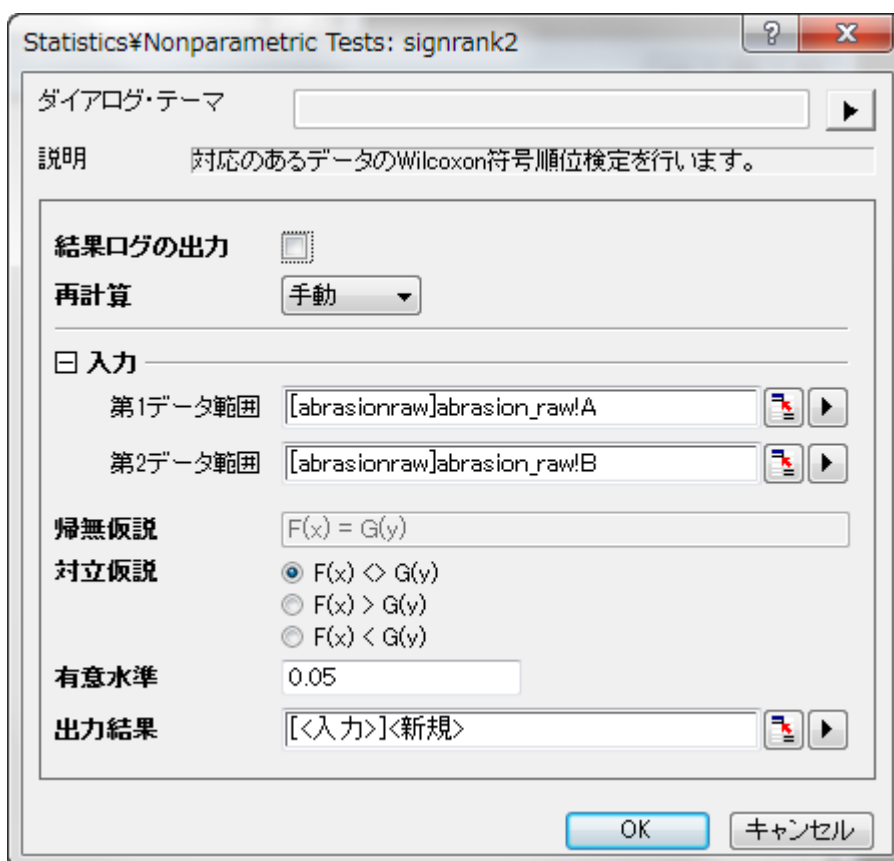 Statistics¥Nonparametric Tests: signrank2
ダイアログ・テーマ
説明 対応のあるデータのWilcoxon符号順位検定を行います。
結果ログの出力
再計算 手動
入力
第1データ範囲 [abrasionraw]abrasion_raw!A
第2データ範囲 [abrasionraw]abrasion_raw!B
帰無仮説 F(x) = G(y)
対立仮説 F(x) <> G(y)
F(x) > G(y)
F(x) < G(y)
有意水準 0.05
出力結果 [<入力>]<新規>
OK キャンセル